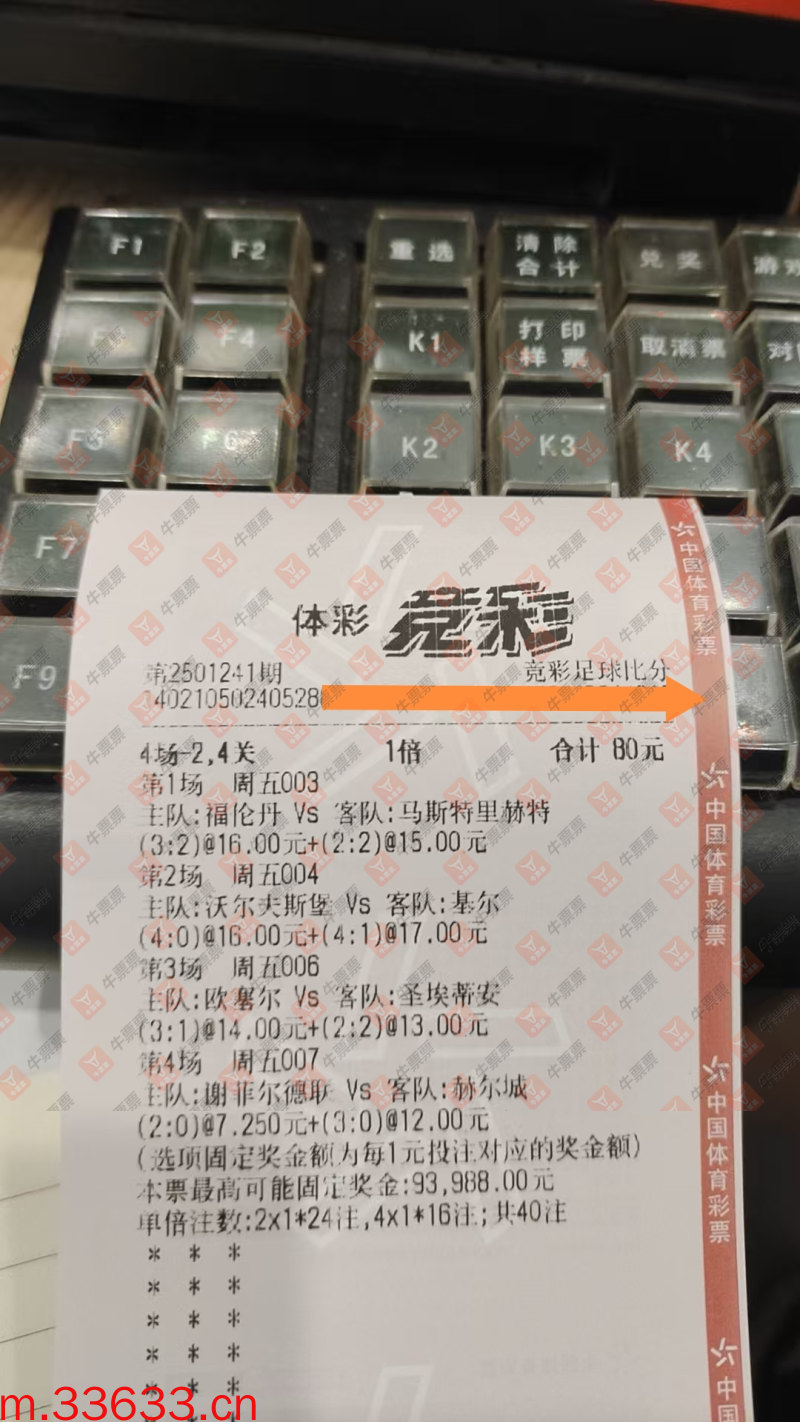 F1 F2 重选 清除合计 兑奖
F4 K1 打印样票 取消票
F5 F6 K2 K3 K4
F7
F9
体彩 竞彩
第2501241期 竞彩足球比分
14021050240528
4场-2,4关 1倍 合计 80元
第1场 周五003
主队:福伦丹 Vs 客队:马斯特里赫特
(3:2)@16.00元+(2:2)@15.00元
第2场 周五004
主队:沃尔夫斯堡 Vs 客队:基尔
(4:0)@16.00元+(4:1)@17.00元
第3场 周五006
主队:欧塞尔 Vs 客队:圣埃蒂安
(3:1)@14.00元+(2:2)@13.00元
第4场 周五007
主队:谢菲尔德联 Vs 客队:赫尔城
(2:0)@7.250元+(3:0)@12.00元
(选项固定奖金额为每1元投注对应的奖金额)
本票最高可能固定奖金:93,988.00元
单倍注数:2x1*24注,4x1*16注;共40注
* * *
* * *
* * *
* * *
* * *
中国体育彩票
中国体育彩票
中国体育彩票
中国
牛票票
m.33633.cn